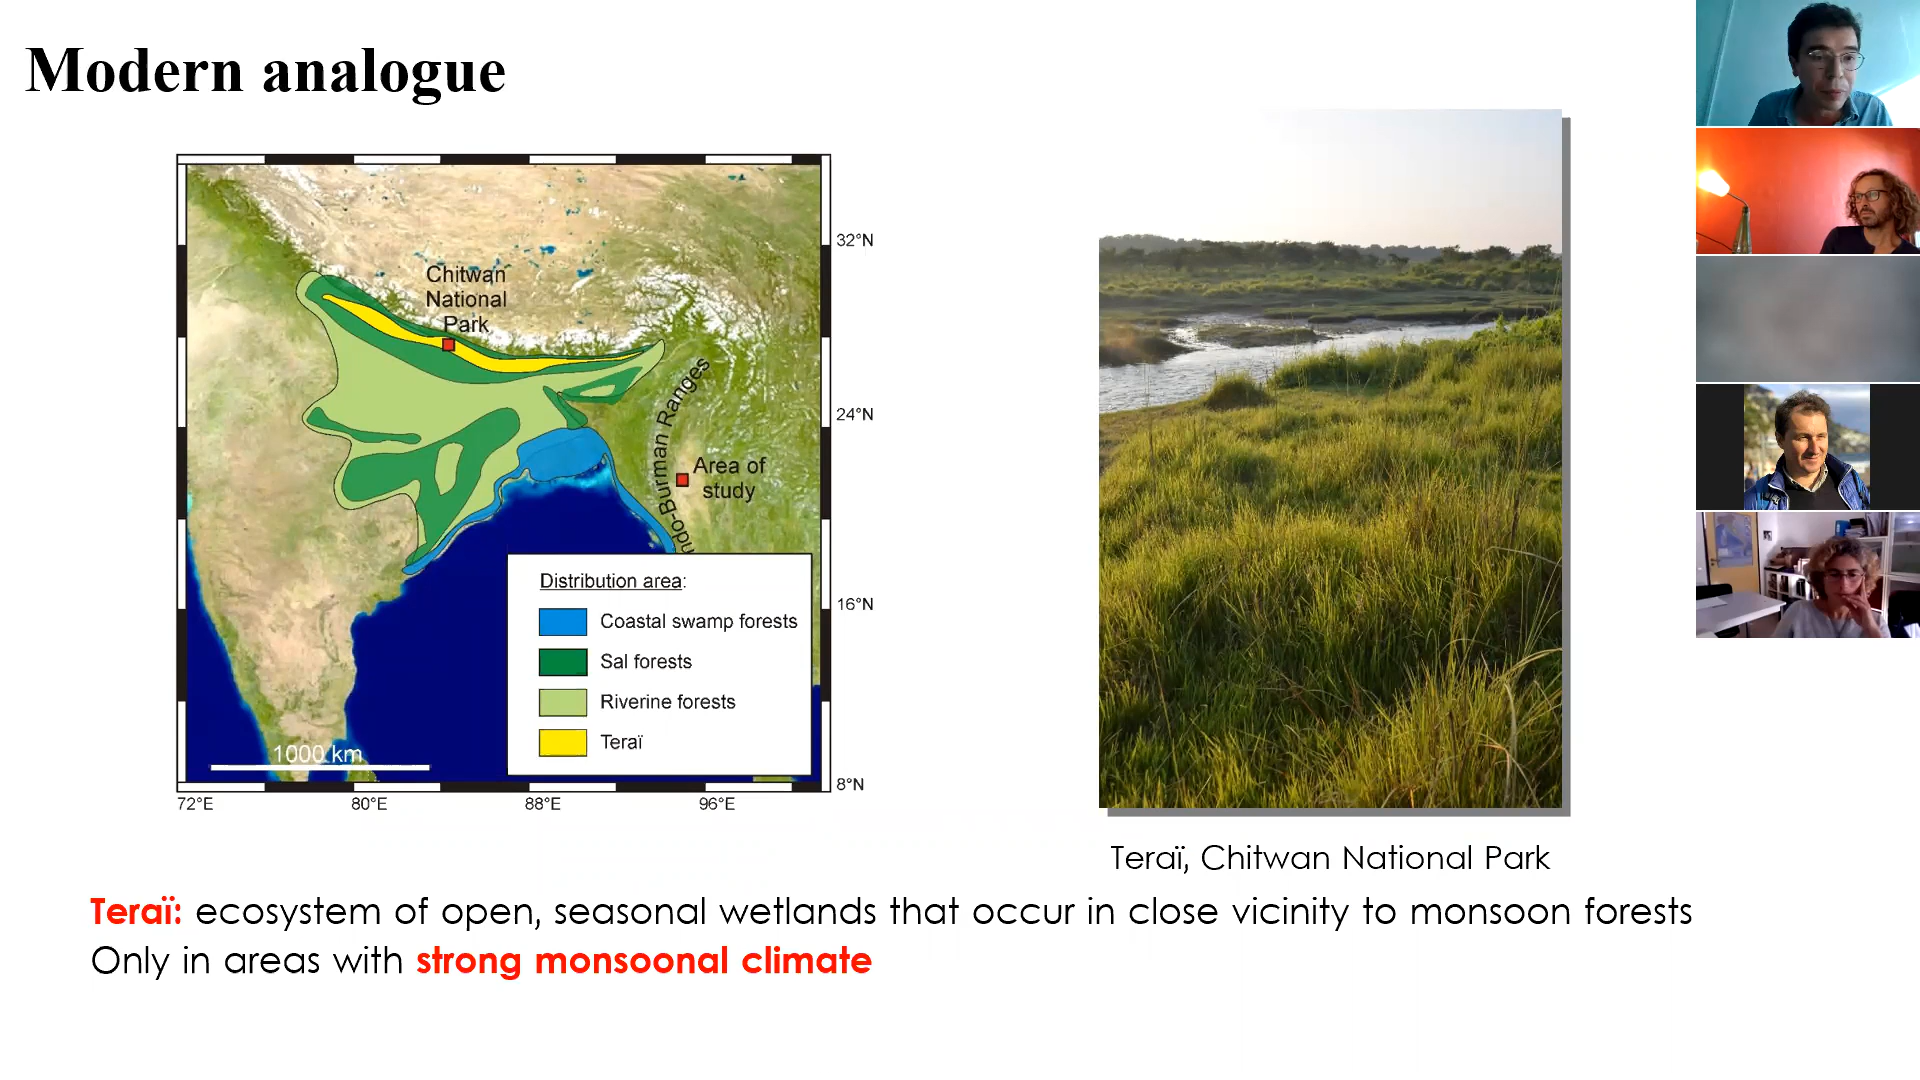 Modern analogue
Chitwan
National
Park
32°N
24°N
16°N
8°N
Area of
study
ndo-Burman Ranges
Distribution area:
Coastal swamp forests
Sal forests
Riverine forests
Teraï
1000 km
72°E
80°E
88°E
96°E
Teraï, Chitwan National Park
Teraï: ecosystem of open, seasonal wetlands that occur in close vicinity to monsoon forests
Only in areas with strong monsoonal climate